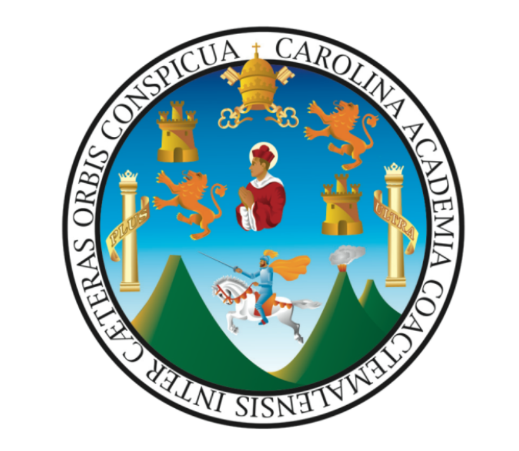 CAROLINA ACADEMIA COACTEMALENSIS INTER CÆTERAS ORBIS CONSPICUA